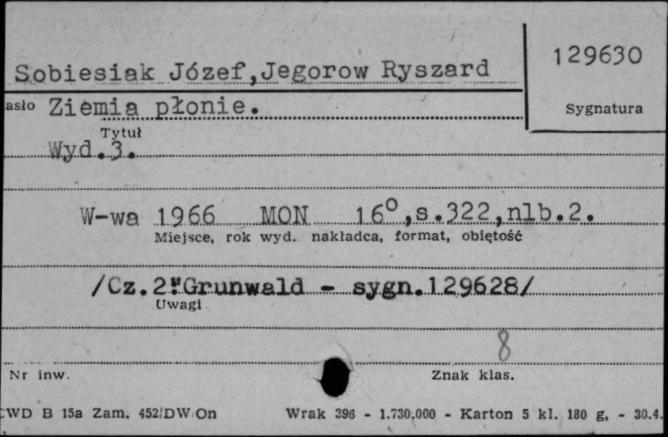 129630
Sobiesiak Józef,Jegorow Ryszard
asło Ziemia płonie.
Sygnatura
Tytuł
Wyd.3.
W-wa 1966 MON 16°,s.322,nlb.2.
Miejsce, rok wyd. nakładca, format, objętość
/Cz.2:"Grunwald - sygn.129628/
Uwagi
8
Nr inw.
Znak klas.
CWD B 15a Zam. 452/DW/On Wrak 396 - 1.730,000 - Karton 5 kl. 180 g, - 30.4.